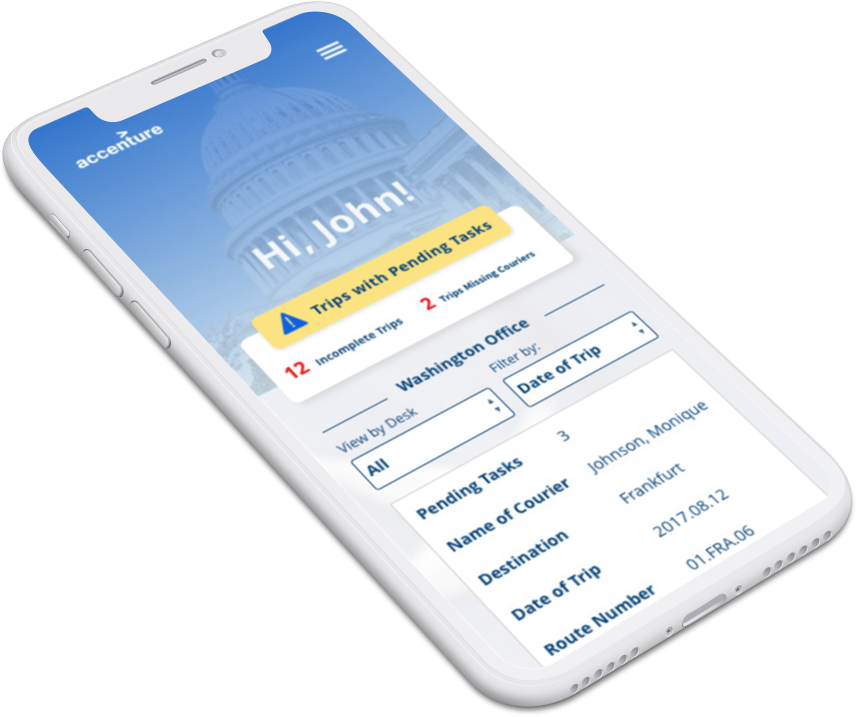 accenture
Hi, John!
Trips with Pending Tasks
12 Incomplete Trips 2 Trips Missing Couriers
Washington Office
View by Desk Filter by:
All Date of Trip
Pending Tasks 3
Name of Courier Johnson, Monique
Destination Frankfurt
Date of Trip 2017.08.12
Route Number 01.FRA.06